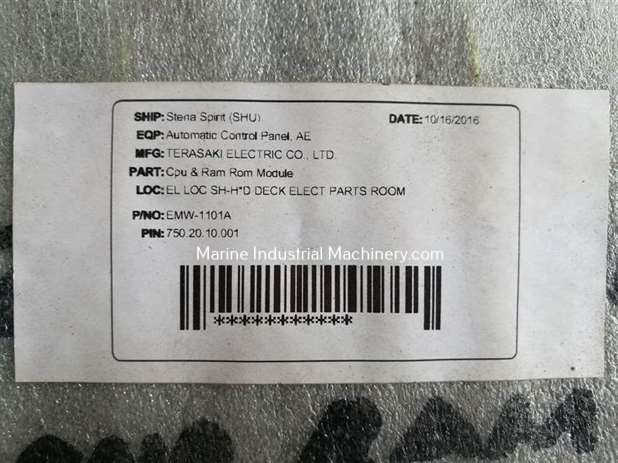 SHIP: Stena Spirit (SHU) DATE: 10/16/2016
EQP: Automatic Control Panel, AE
MFG: TERASAKI ELECTRIC CO., LTD.
PART: Cpu & Ram Rom Module
LOC: EL LOC SH-H*D DECK ELECT PARTS ROOM
P/NO: EMW-1101A
PIN: 750.20.10.001
Marine Industrial Machinery.com
***********
RAM